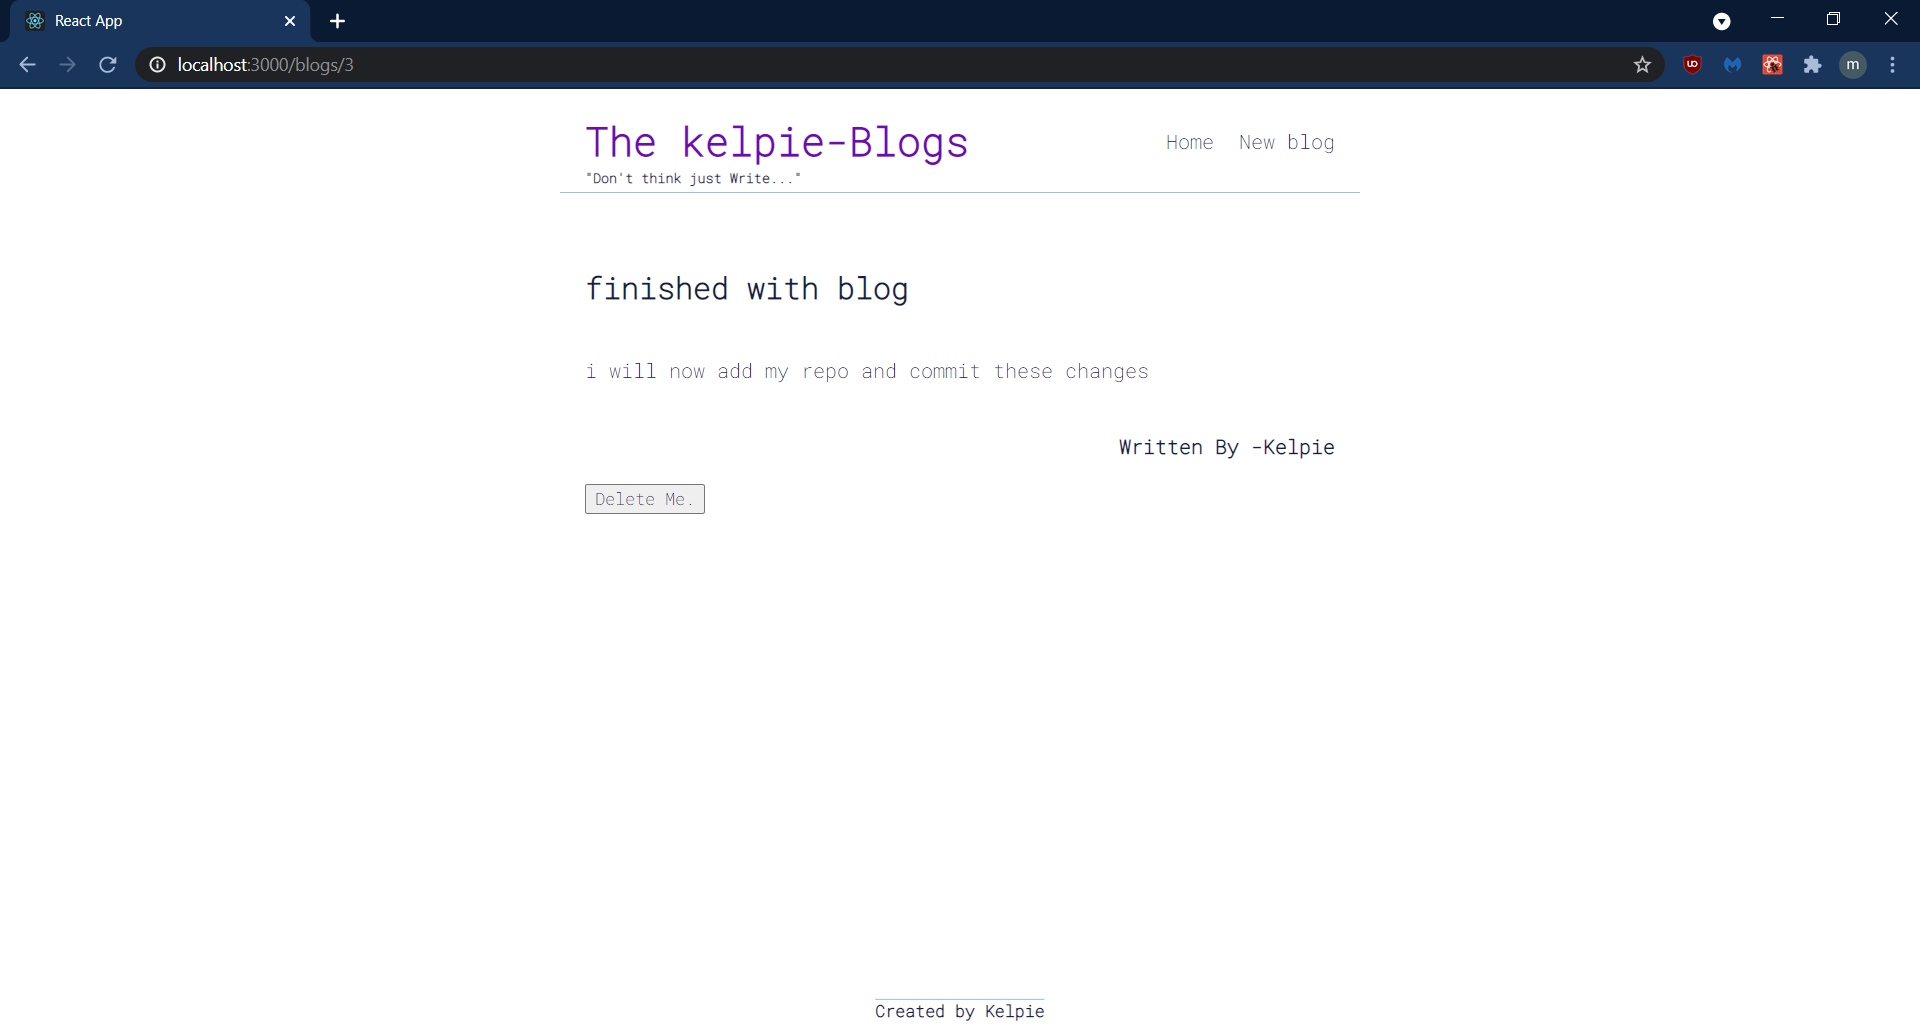 React App
localhost:3000/blogs/3
m
The kelpie-Blogs
Home New blog
"Don't think just Write..."
finished with blog
i will now add my repo and commit these changes
Written By -Kelpie
Delete Me.
Created by Kelpie